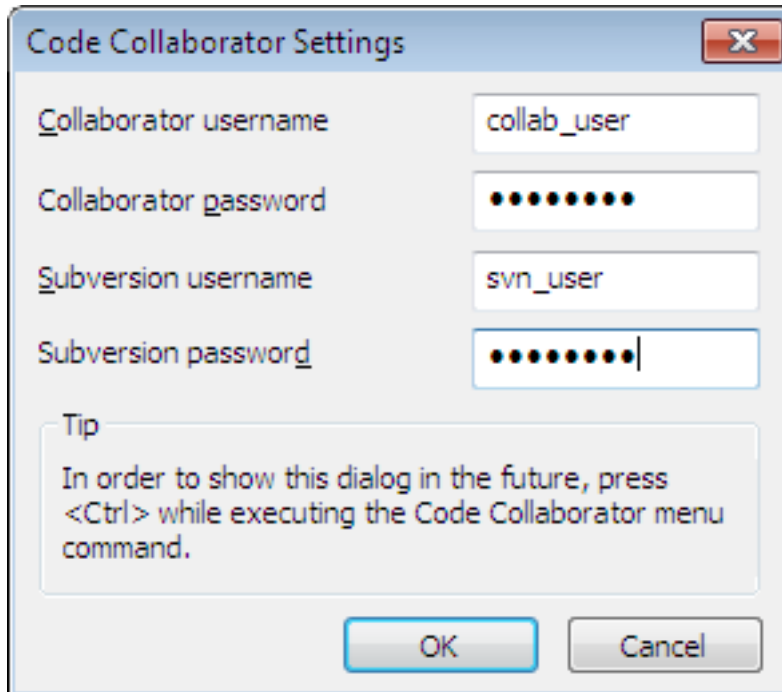 Code Collaborator Settings
Collaborator username collab_user
Collaborator password ●●●●●●●●
Subversion username svn_user
Subversion password ●●●●●●●●
Tip
In order to show this dialog in the future, press
<Ctrl> while executing the Code Collaborator menu
command.
OK Cancel